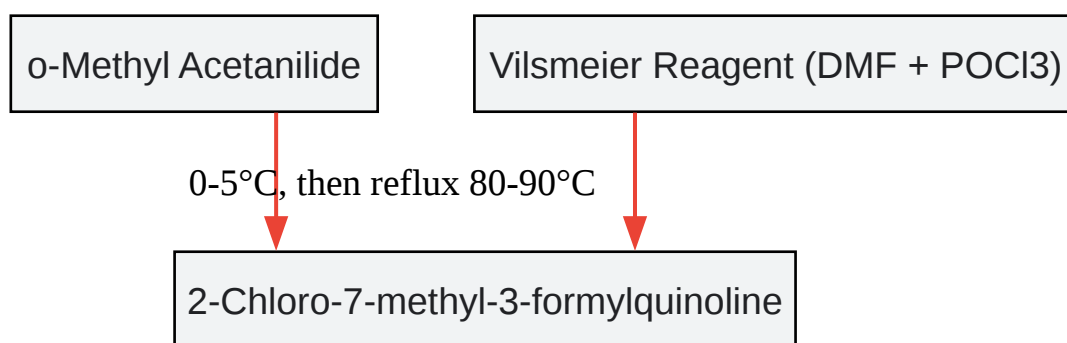 o-Methyl Acetanilide
Vilsmeier Reagent (DMF + POCl3)
0-5°C, then reflux 80-90°C
2-Chloro-7-methyl-3-formylquinoline